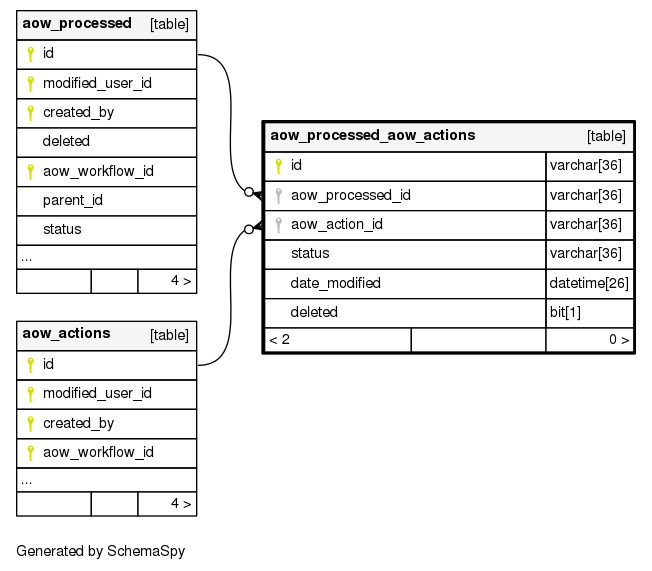 aow_processed [table]
id
modified_user_id
created_by
deleted
aow_workflow_id
parent_id
status
...
4 >
aow_processed_aow_actions [table]
id varchar[36]
aow_processed_id varchar[36]
aow_action_id varchar[36]
status varchar[36]
date_modified datetime[26]
deleted bit[1]
< 2 0 >
aow_actions [table]
id
modified_user_id
created_by
aow_workflow_id
...
4 >
Generated by SchemaSpy